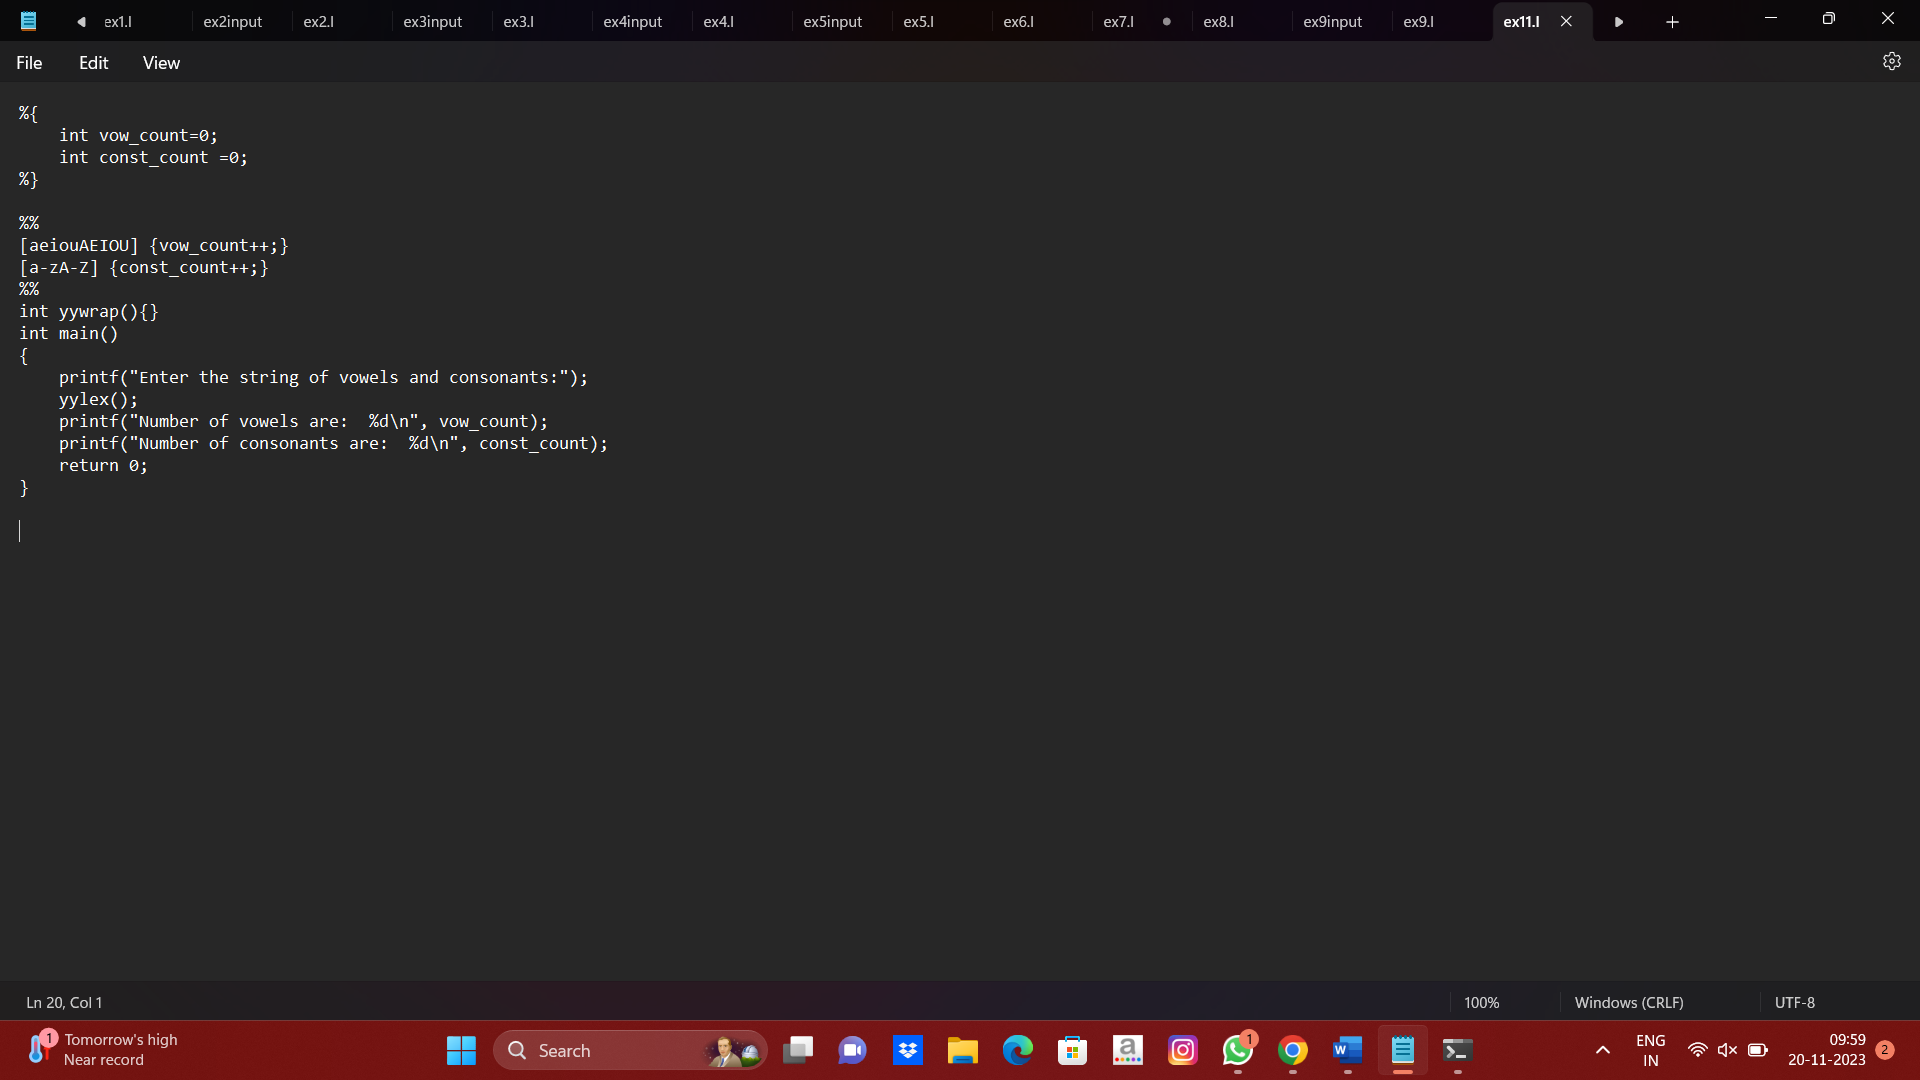 ex1.l ex2input ex2.l ex3input ex3.l ex4input ex4.l ex5input ex5.l ex6.l ex7.l ex8.l ex9input ex9.l ex11.l
File Edit View
%{
    int vow_count=0;
    int const_count =0;
%}

%%
[aeiouAEIOU] {vow_count++;}
[a-zA-Z] {const_count++;}
%%
int yywrap(){}
int main()
{
    printf("Enter the string of vowels and consonants:");
    yylex();
    printf("Number of vowels are:  %d\n", vow_count);
    printf("Number of consonants are:  %d\n", const_count);
    return 0;
}
Ln 20, Col 1 100% Windows (CRLF) UTF-8
1 Tomorrow's high
Near record
Search
a
1
W
ENG
IN
09:59
20-11-2023
2